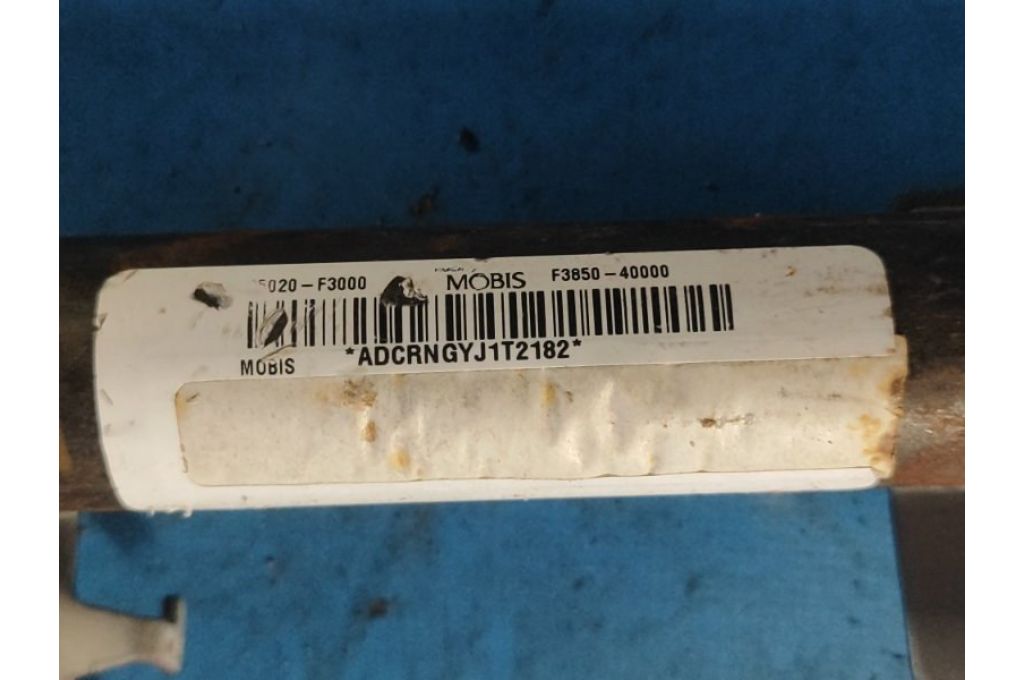 5020-F3000 MOBIS F3850-40000
*ADCRNGYJ1T2182*
MOBIS